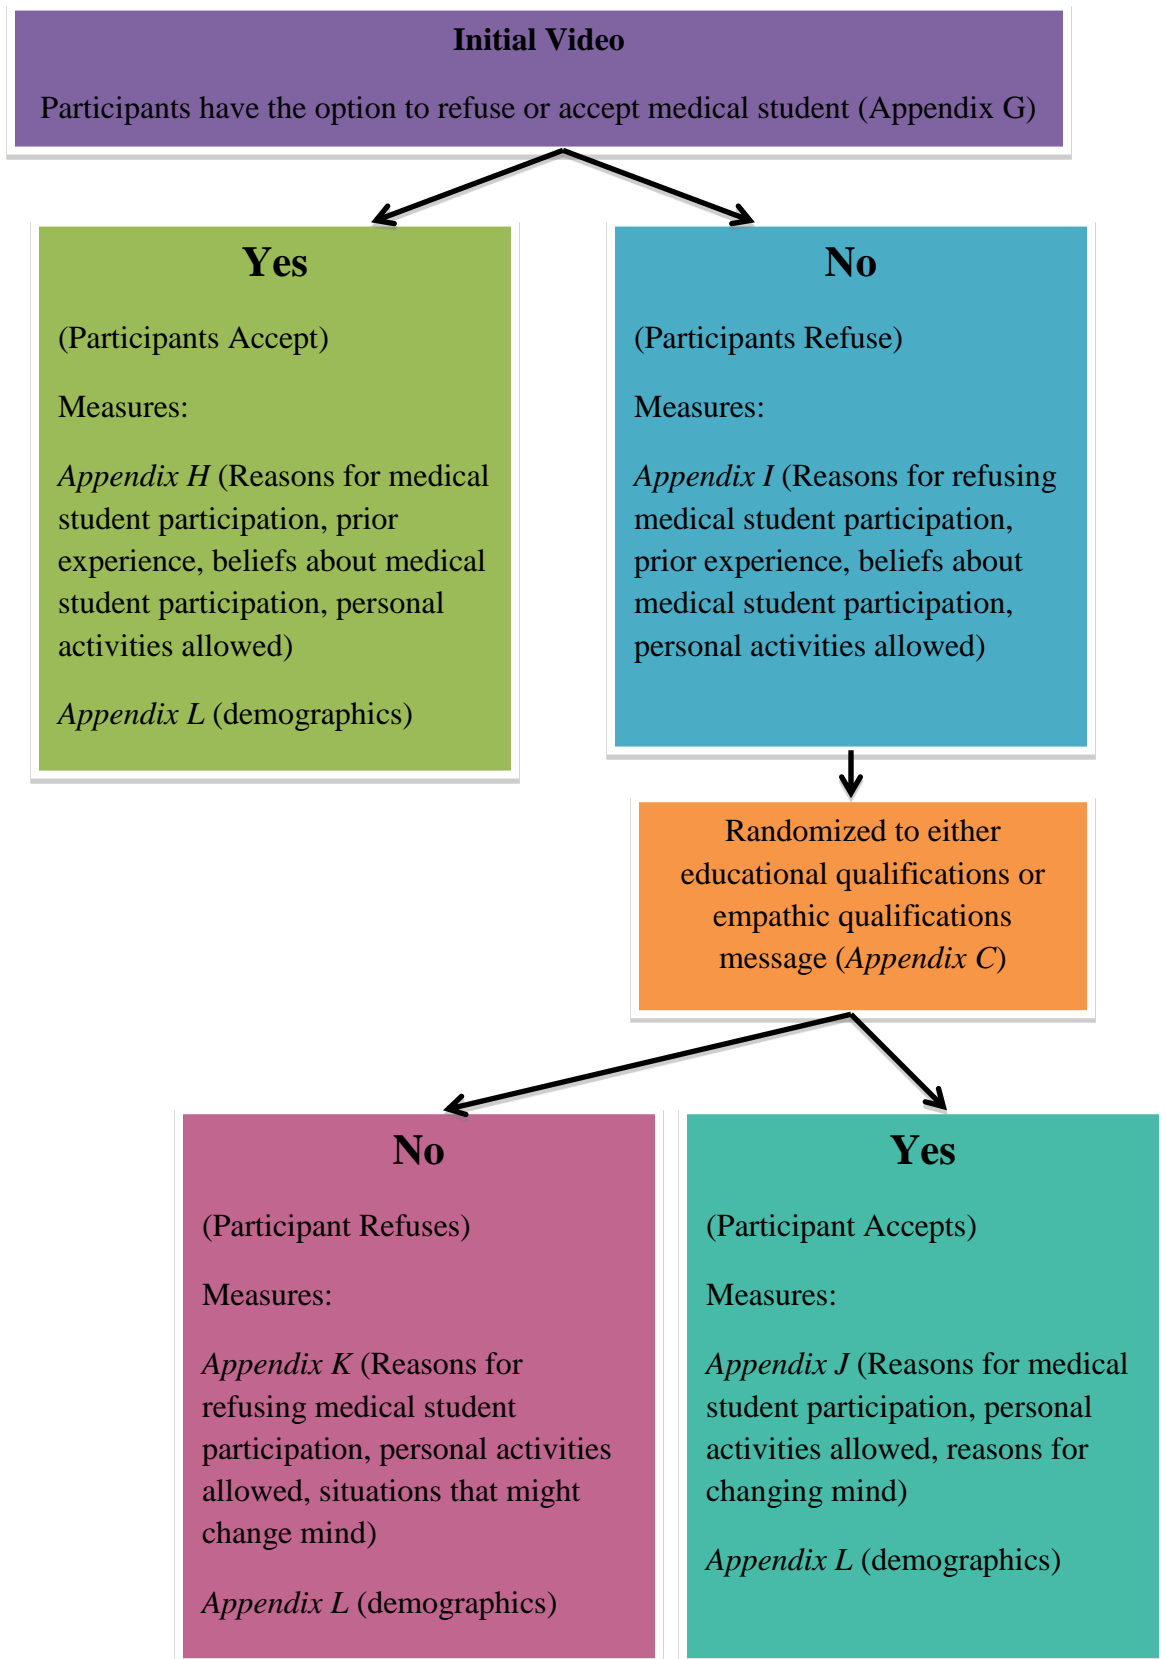 Initial Video
Participants have the option to refuse or accept medical student (Appendix G)
Yes
(Participants Accept)
Measures:
Appendix H (Reasons for medical
student participation, prior
experience, beliefs about medical
student participation, personal
activities allowed)
Appendix L (demographics)
No
(Participants Refuse)
Measures:
Appendix I (Reasons for refusing
medical student participation,
prior experience, beliefs about
medical student participation,
personal activities allowed)
Randomized to either
educational qualifications or
empathic qualifications
message (Appendix C)
No
(Participant Refuses)
Measures:
Appendix K (Reasons for
refusing medical student
participation, personal activities
allowed, situations that might
change mind)
Appendix L (demographics)
Yes
(Participant Accepts)
Measures:
Appendix J (Reasons for medical
student participation, personal
activities allowed, reasons for
changing mind)
Appendix L (demographics)